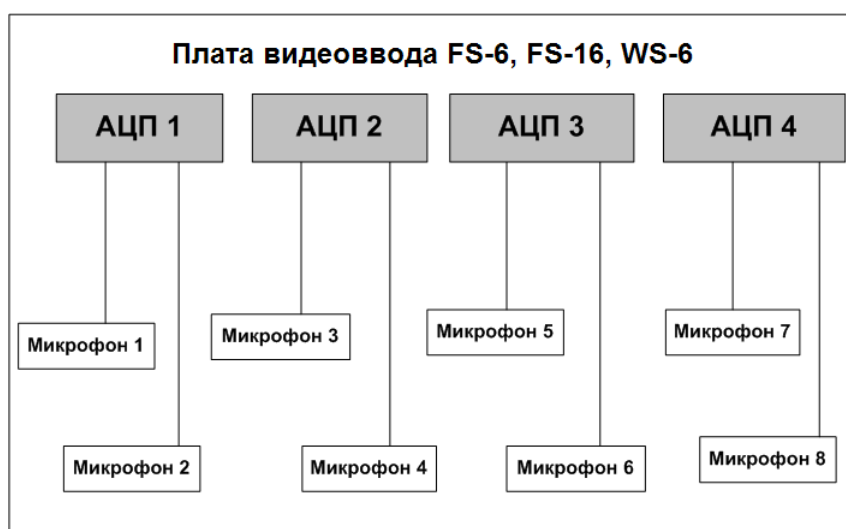 Плата видеоввода FS-6, FS-16, WS-6
АЦП 1
АЦП 2
АЦП 3
АЦП 4
Микрофон 1
Микрофон 3
Микрофон 5
Микрофон 7
Микрофон 2
Микрофон 4
Микрофон 6
Микрофон 8